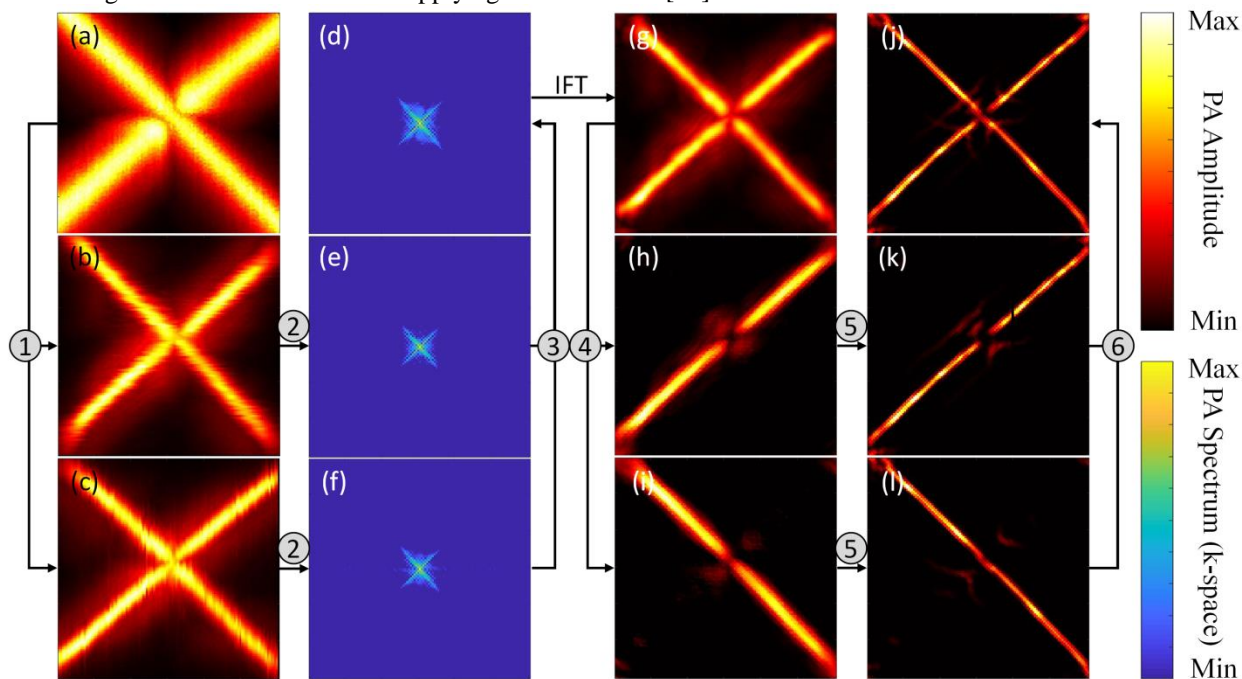 (a)
(d)
(g)
(j)
Max
IFT
PA Amplitude
Min
(b)
(e)
(h)
(k)
1
2
3
4
5
6
(c)
(f)
(i)
(l)
2
5
Max
PA Spectrum (k-space)
Min